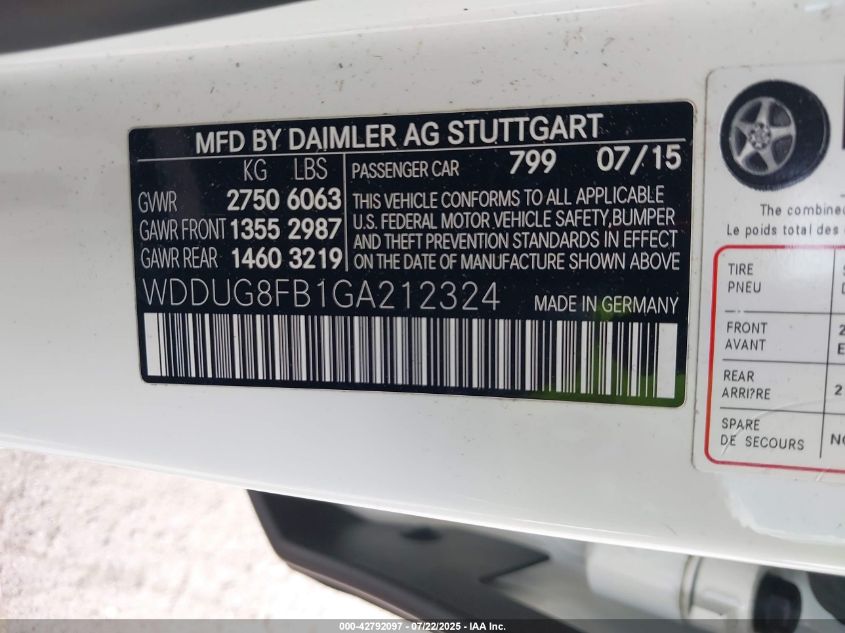 MFD BY DAIMLER AG STUTTGART
KG LBS
PASSENGER CAR 799 07/15
GVWR 2750 6063
GAWR FRONT 1355 2987
GAWR REAR 1460 3219
THIS VEHICLE CONFORMS TO ALL APPLICABLE
U.S. FEDERAL MOTOR VEHICLE SAFETY, BUMPER
AND THEFT PREVENTION STANDARDS IN EFFECT
ON THE DATE OF MANUFACTURE SHOWN ABOVE
WDDUG8FB1GA212324 MADE IN GERMANY
The combine
Le poids total des
TIRE
PNEU
FRONT
AVANT
REAR
ARRI?RE
SPARE
DE SECOURS
000-42792097 - 07/22/2025 - IAA Inc.